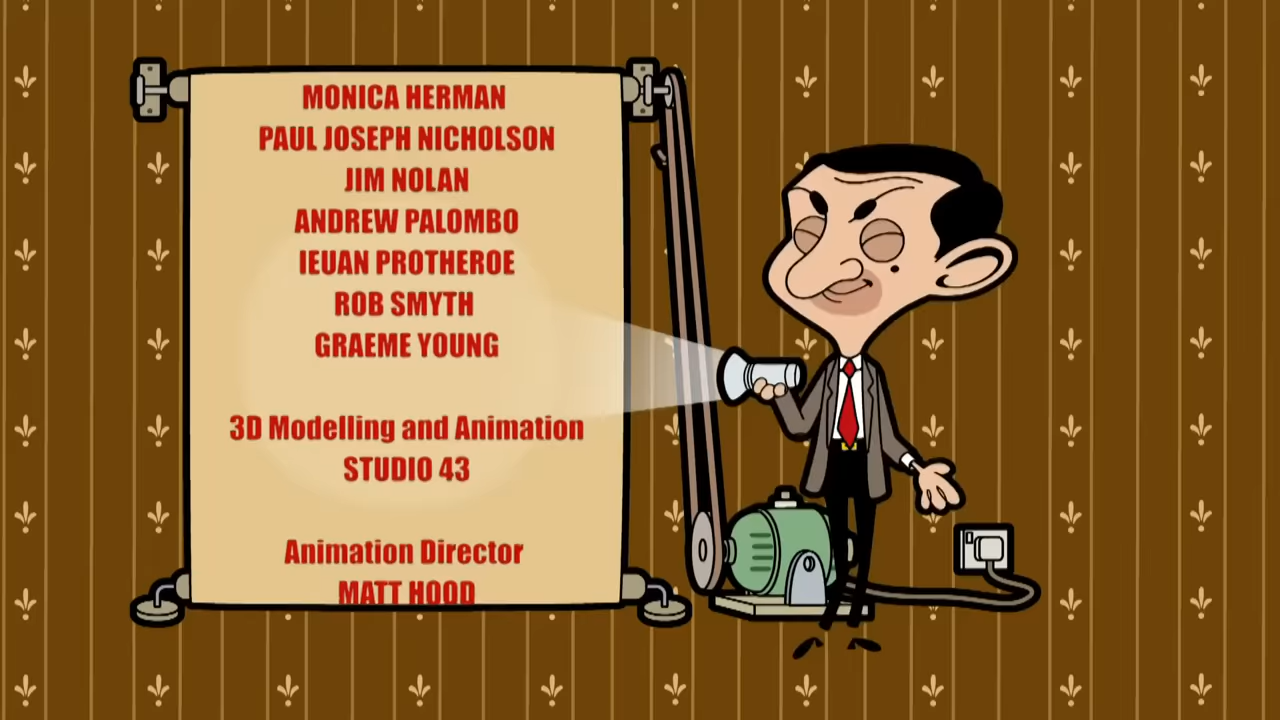 MONICA HERMAN
PAUL JOSEPH NICHOLSON
JIM NOLAN
ANDREW PALOMBO
IEUAN PROTHEROE
ROB SMYTH
GRAEME YOUNG
3D Modelling and Animation
STUDIO 43
Animation Director
MATT HOOD